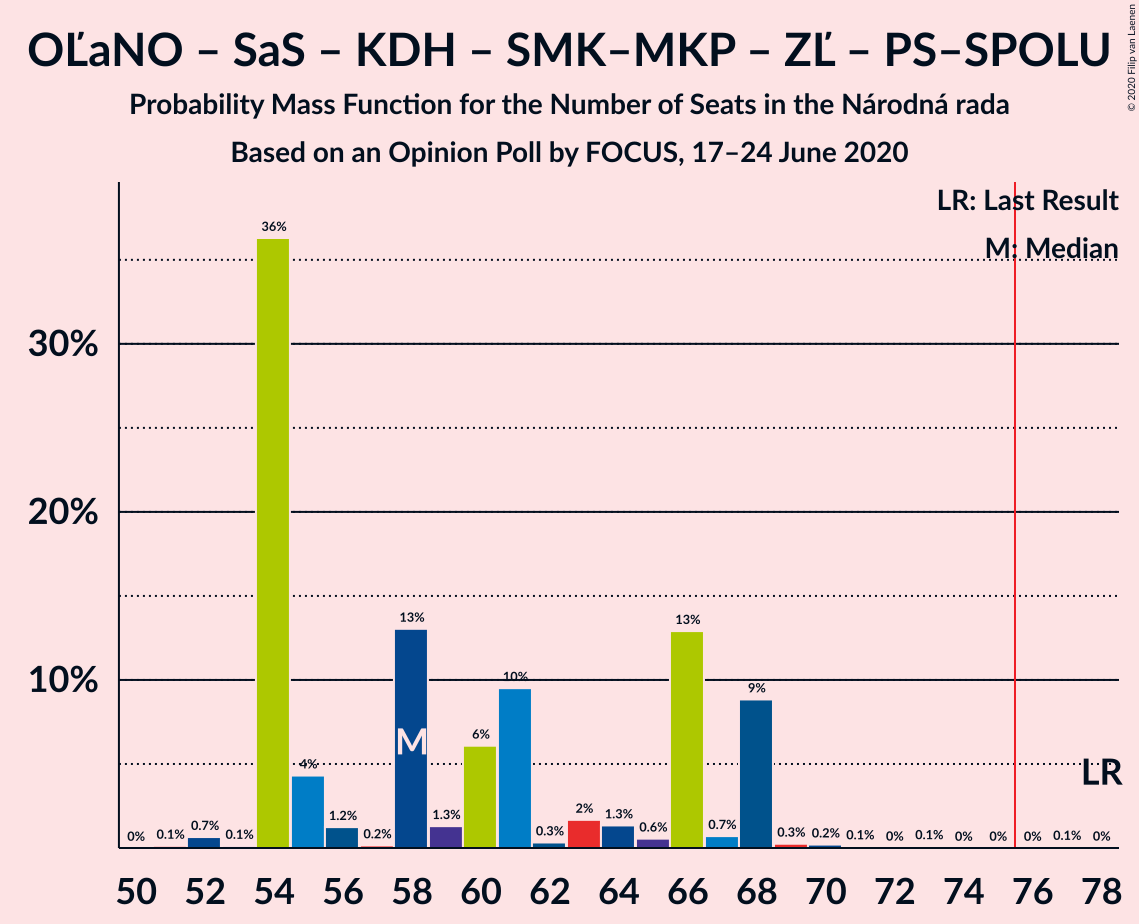 OĽaNO – SaS – KDH – SMK–MKP – ZĽ – PS–SPOLU
Probability Mass Function for the Number of Seats in the Národná rada
Based on an Opinion Poll by FOCUS, 17–24 June 2020
© 2020 Filip van Laenen
LR: Last Result
M: Median
30%
20%
10%
0% 0.1% 0.7% 0.1% 36% 4% 1.2% 0.2% 13% 1.3% 6% 10% 0.3% 2% 1.3% 0.6% 13% 0.7% 9% 0.3% 0.2% 0.1% 0% 0.1% 0% 0% 0% 0.1% 0%
M
LR
50 52 54 56 58 60 62 64 66 68 70 72 74 76 78